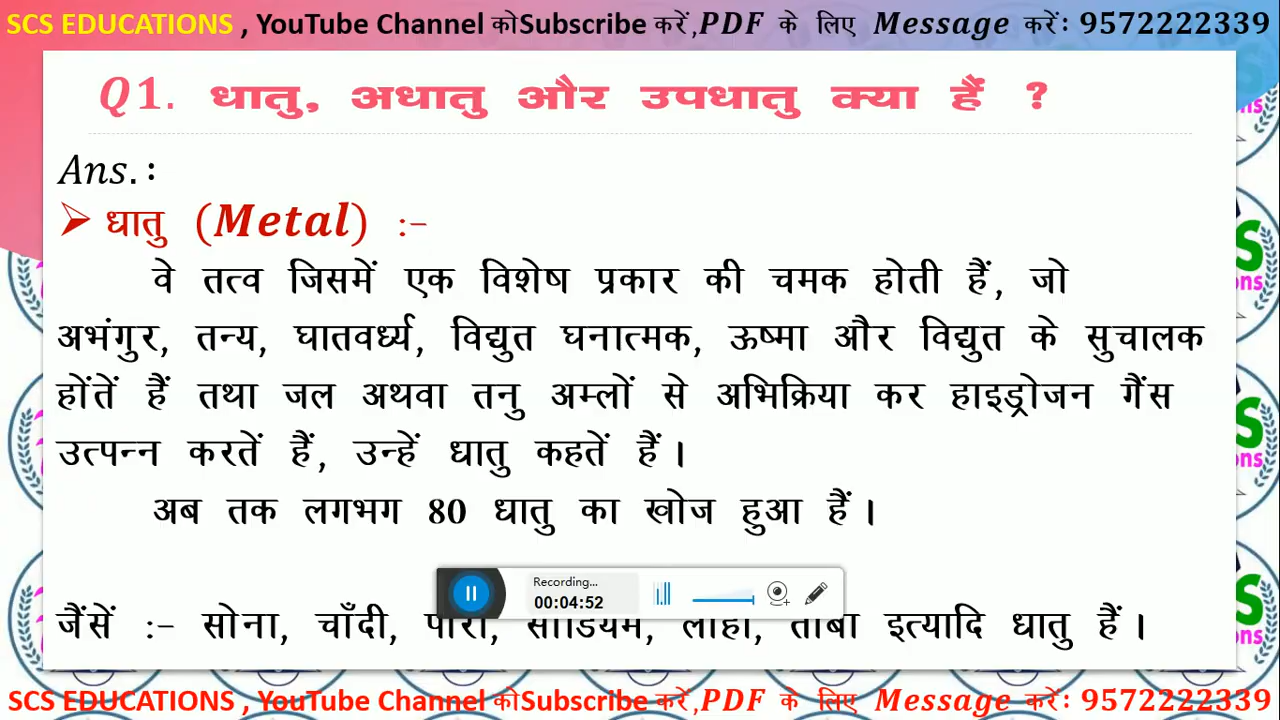 SCS EDUCATIONS , YouTube Channel कोSubscribe करें,PDF के लिए Message करें: 9572222339
Q1. धातु, अधातु और उपधातु क्या हैं ?
Ans.:
➢ धातु (Metal) :-
वे तत्व जिसमें एक विशेष प्रकार की चमक होती हैं, जो
अभंगुर, तन्य, घातवर्ध्य, विद्युत घनात्मक, ऊष्मा और विद्युत के सुचालक
होंतें हैं तथा जल अथवा तनु अम्लों से अभिक्रिया कर हाइड्रोजन गैंस
उत्पन्न करतें हैं, उन्हें धातु कहतें हैं।
अब तक लगभग 80 धातु का खोज हुआ हैं।
Recording...
00:04:52
जैंसें :- सोना, चाँदी, पारा, सोडियम, लोहा, ताँबा इत्यादि धातु हैं।
SCS EDUCATIONS , YouTube Channel कोSubscribe करें,PDF के लिए Message करें: 9572222339